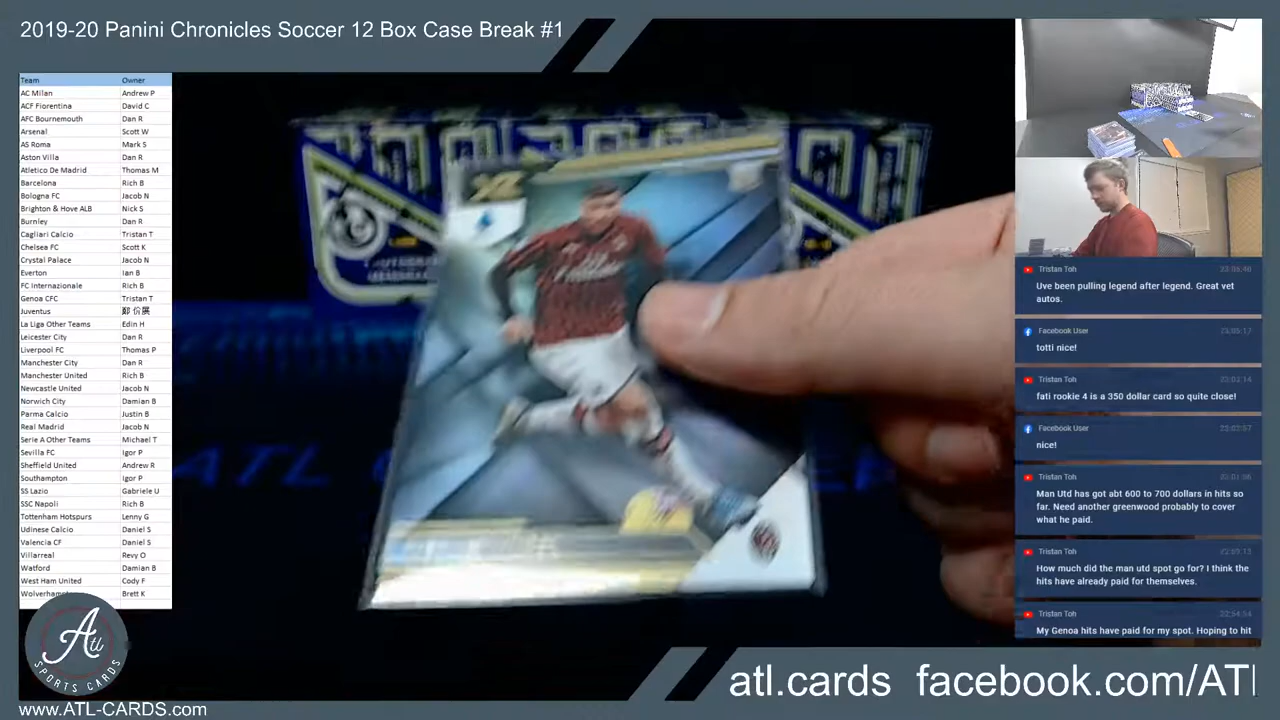 2019-20 Panini Chronicles Soccer 12 Box Case Break #1
Team Owner
AC Milan Andrew P
ACF Fiorentina David C
AFC Bournemouth Dan R
Arsenal Scott W
AS Roma Mark S
Aston Villa Dan R
Atletico De Madrid Thomas M
Barcelona Rich B
Bologna FC Jacob N
Brighton & Hove ALB Nick S
Burnley Dan R
Cagliari Calcio Tristan T
Chelsea FC Scott K
Crystal Palace Jacob N
Everton Ian B
FC Internazionale Rich B
Genoa CFC Tristan T
Juventus 鄭 份展
La Liga Other Teams Edin H
Leicester City Dan R
Liverpool FC Thomas P
Manchester City Dan R
Manchester United Rich B
Newcastle United Jacob N
Norwich City Damian B
Parma Calcio Justin B
Real Madrid Jacob N
Serie A Other Teams Michael T
Sevilla FC Igor P
Sheffield United Andrew R
Southampton Igor P
SS Lazio Gabriele U
SSC Napoli Rich B
Tottenham Hotspurs Lenny G
Udinese Calcio Daniel S
Valencia CF Daniel S
Villarreal Revy O
Watford Damian B
West Ham United Cody F
Brett K
Atl
SPORTS CARDS
www.ATL-CARDS.com
Tristan Toh
Uve been pulling legend after legend. Great vet
autos.
Facebook User
totti nice!
Tristan Toh
fati rookie 4 is a 350 dollar card so quite close!
Facebook User
nice!
Tristan Toh
Man Utd has got abt 600 to 700 dollars in hits so
far. Need another greenwood probably to cover
what he paid.
Tristan Toh
How much did the man utd spot go for? I think the
hits have already paid for themselves.
Tristan Toh
My Genoa hits have paid for my spot. Hoping to hit
atl.cards facebook.com/ATL